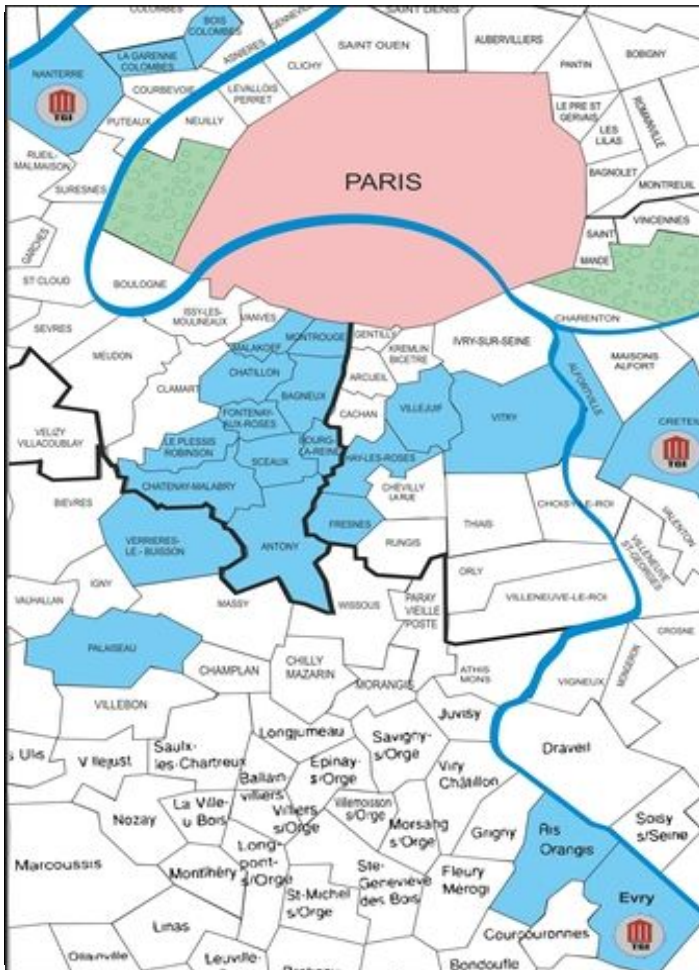 COLOMBES
BOIS
COLOMBES
SAINT DENIS
LA GARENNE
COLOMBES
ASNIERES
SAINT OUEN
AUBERVILLIERS
NANTERRE
TGI
COURBEVOIE
LEVALLOIS
PERRET
CLICHY
PANTIN
BOBIGNY
PUTEAUX
NEUILLY
LE PRE ST
GERVAIS
ROMAINVILLE
LES
LILAS
RUEIL-
MALMAISON
SURESNES
PARIS
BAGNOLET
MONTREUIL
GARCHES
SAINT
MANDE
VINCENNES
ST CLOUD
BOULOGNE
SEVRES
ISSY-LES-
MOULINEAUX
VANVES
CHARENTON
MEUDON
MALAKOFF
MONTROUGE
GENTILLY
KREMLIN
BICETRE
IVRY-SUR-SEINE
MAISONS
ALFORT
CLAMART
CHATILLON
ARCUEIL
ALFORTVILLE
BAGNEUX
CACHAN
VILLEJUIF
VITRY
CRETEIL
TGI
VELIZY
VILLACOUBLAY
FONTENAY-
AUX-ROSES
LE PLESSIS
ROBINSON
BOURG-
LA-REINE
SCEAUX
HAY-LES-ROSES
CHATENAY-MALABRY
CHEVILLY
LA RUE
BIEVRES
CHOISY-LE-ROI
VALENTON
VERRIERES-
LE-BUISSON
ANTONY
FRESNES
RUNGIS
THIAIS
VILLENEUVE
ST-GEORGES
IGNY
ORLY
VAUHALLAN
MASSY
WISSOUS
PARAY
VIEILLE
POSTE
VILLENEUVE-LE-ROI
CROSNE
PALAISEAU
CHAMPLAN
CHILLY
MAZARIN
MORANGIS
ATHIS
MONS
VIGNEUX
MONGERON
VILLEBON
Juvisy
s Ulis
Villejust
Saulx-
les-Chartreux
Longjumeau
Savigny-
s/Orge
Draveil
Ballain
villiers
Epinay-
s/Orge
Viry
Châtillon
Nozay
La Ville-
u Bois
Villiers
s/Orge
Villemoisson
s/Orge
Morsang
s/Orge
Grigny
Ris
Orangis
Soisy
s/Seine
Marcoussis
Montlhéry
Long-
pont-
s/Orge
Ste-
Geneviève
des Bois
Fleury
Mérogi
St-Michel
s/Orge
Evry
TGI
Linas
Courcouronnes
Ollainville
Leuville-
Bondoufle